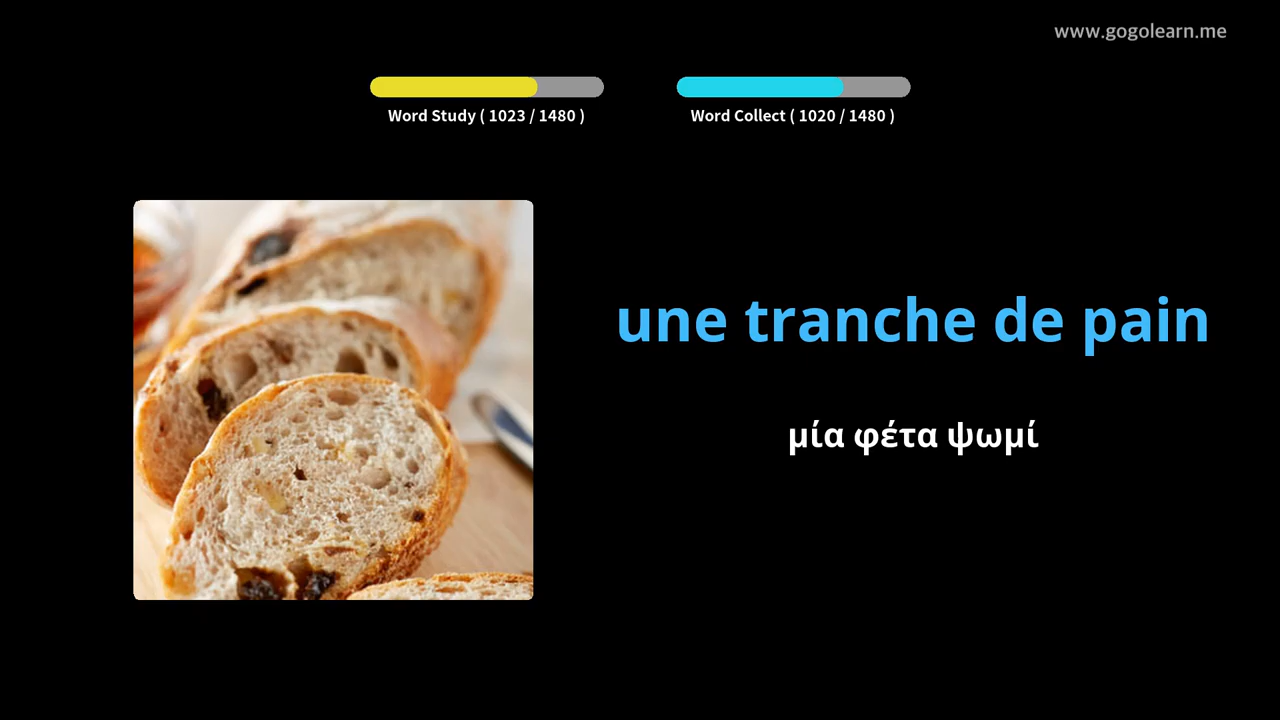 www.gogolearn.me
Word Study ( 1023 / 1480 )
Word Collect ( 1020 / 1480 )
une tranche de pain
μία φέτα ψωμί